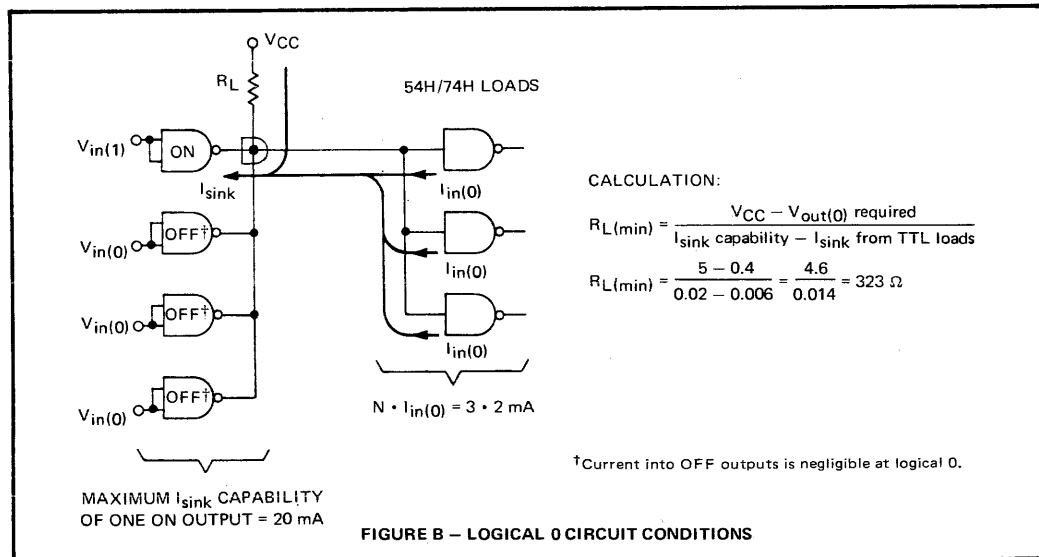 VCC
RL
54H/74H LOADS
Vin(1)
ON
Isink
Iin(0)
Vin(0)
OFF†
Iin(0)
Vin(0)
OFF†
Iin(0)
Vin(0)
OFF†
N • Iin(0) = 3 • 2 mA
MAXIMUM Isink CAPABILITY
OF ONE ON OUTPUT = 20 mA
CALCULATION:
RL(min) = VCC – Vout(0) required / Isink capability – Isink from TTL loads
RL(min) = 5 – 0.4 / 0.02 – 0.006 = 4.6 / 0.014 = 323 Ω
†Current into OFF outputs is negligible at logical 0.
FIGURE B – LOGICAL 0 CIRCUIT CONDITIONS